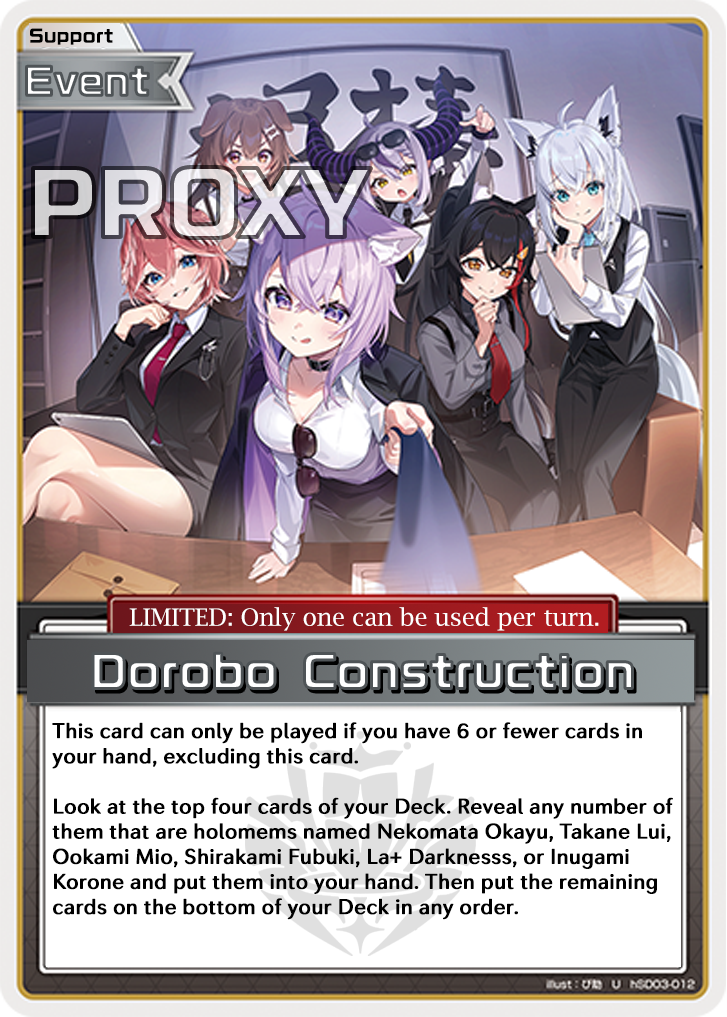 Support
Event
PROXY
LIMITED: Only one can be used per turn.
Dorobo Construction
This card can only be played if you have 6 or fewer cards in
your hand, excluding this card.
Look at the top four cards of your Deck. Reveal any number of
them that are holomems named Nekomata Okayu, Takane Lui,
Ookami Mio, Shirakami Fubuki, La+ Darknesss, or Inugami
Korone and put them into your hand. Then put the remaining
cards on the bottom of your Deck in any order.
illust : び助 U hSD03-012